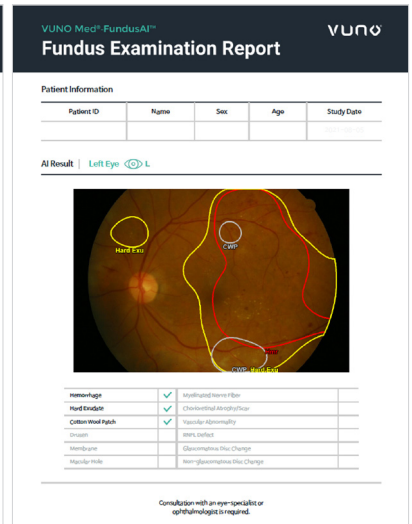 VUNO Med®-FundusAI™
VUNO
Fundus Examination Report
Patient Information
Patient ID Name Sex Age Study Date
AI Result | Left Eye L
Hard Exu
CWP
CWP Hard Exu
Hemorrhage ✓ Myelinated Nerve Fiber
Hard Exudate ✓ Chorioretinal Atrophy/Scar
Cotton Wool Patch ✓ Vascular Abnormality
Drusen RNFL Defect
Membrane Glaucomatous Disc Change
Macular Hole Non-glaucomatous Disc Change
Consultation with an eye-specialist or
ophthalmologist is required.